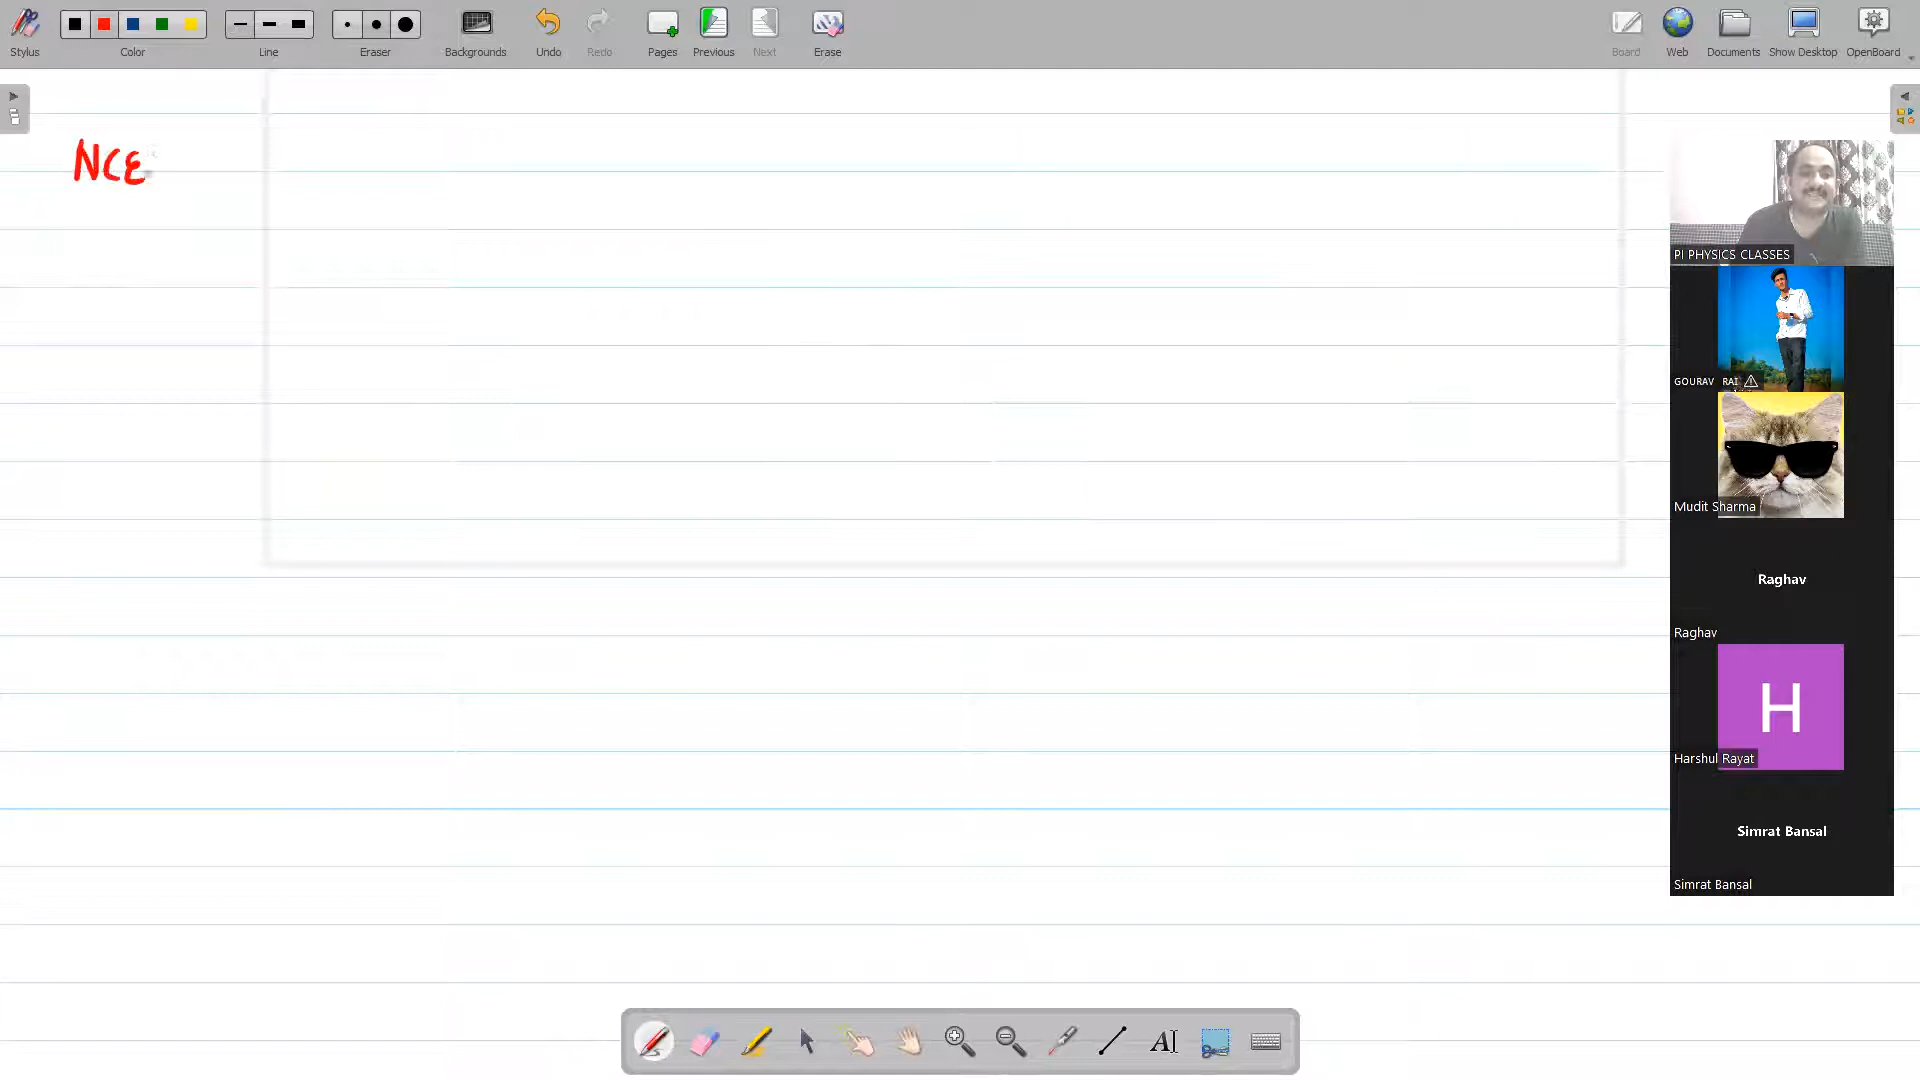 Stylus
Color
Line
Eraser
Backgrounds
Undo
Redo
Pages
Previous
Next
Erase
Board
Web
Documents
Show Desktop
OpenBoard
NCE
PI PHYSICS CLASSES
GOURAV RAI
Mudit Sharma
Raghav
Raghav
H
Harshul Rayat
Simrat Bansal
Simrat Bansal
A